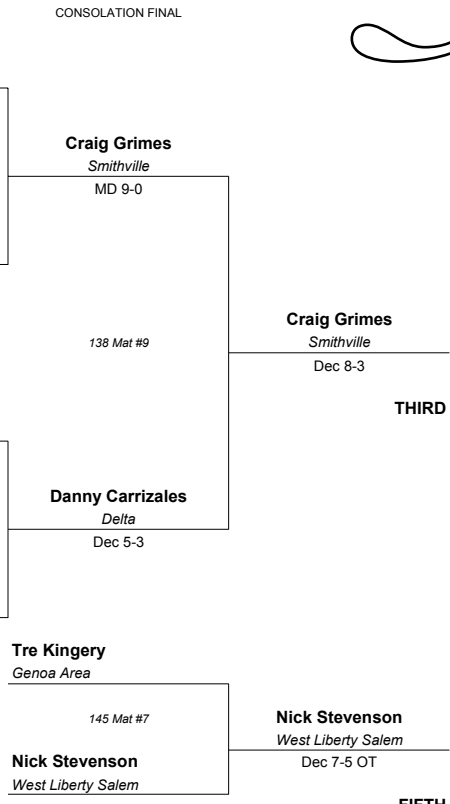 CONSOLATION FINAL
Craig Grimes
Smithville
MD 9-0
138 Mat #9
Craig Grimes
Smithville
Dec 8-3
THIRD
Danny Carrizales
Delta
Dec 5-3
Tre Kingery
Genoa Area
145 Mat #7
Nick Stevenson
West Liberty Salem
Dec 7-5 OT
Nick Stevenson
West Liberty Salem
FIFTH